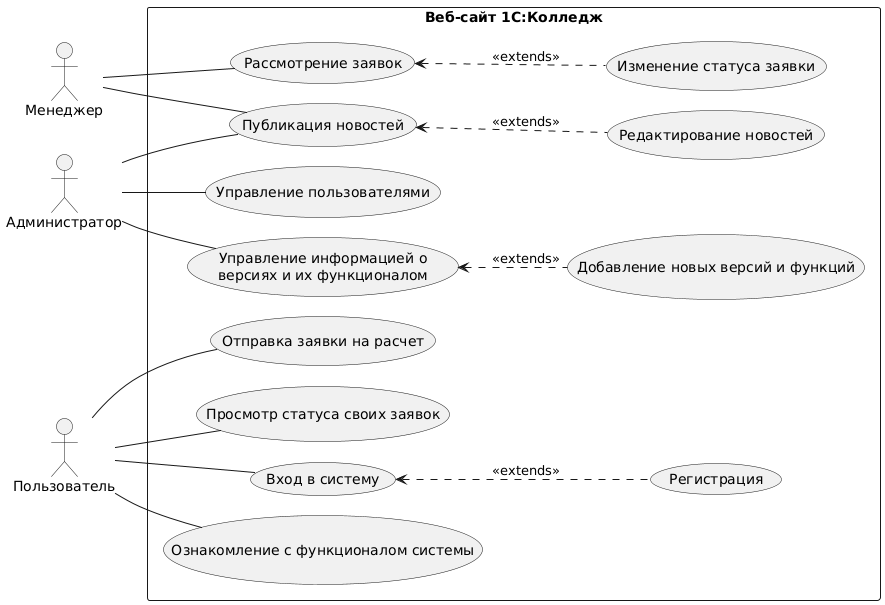 Веб-сайт 1С:Колледж
Менеджер
Рассмотрение заявок
«extends»
Изменение статуса заявки
Публикация новостей
«extends»
Редактирование новостей
Администратор
Управление пользователями
Управление информацией о
версиях и их функционалом
«extends»
Добавление новых версий и функций
Отправка заявки на расчет
Просмотр статуса своих заявок
Пользователь
Вход в систему
«extends»
Регистрация
Ознакомление с функционалом системы